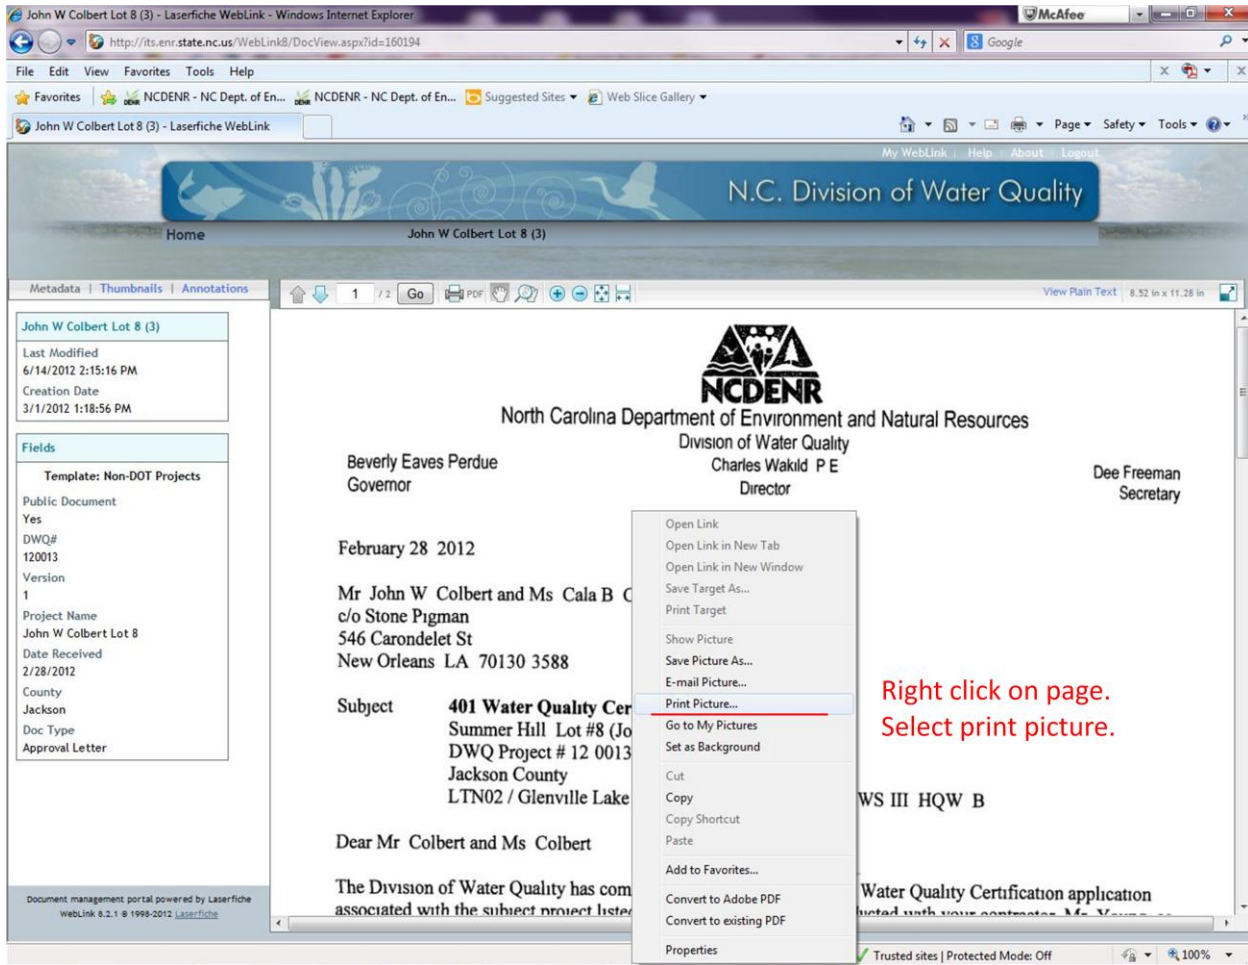 John W Colbert Lot 8 (3) - Laserfiche WebLink - Windows Internet Explorer
McAfee
http://its.enr.state.nc.us/WebLink8/DocView.aspx?id=160194
Google
File Edit View Favorites Tools Help
Favorites NCDENR - NC Dept. of En... NCDENR - NC Dept. of En... Suggested Sites Web Slice Gallery
John W Colbert Lot 8 (3) - Laserfiche WebLink
Page Safety Tools
My WebLink | Help | About | Logout
N.C. Division of Water Quality
Home John W Colbert Lot 8 (3)
Metadata | Thumbnails | Annotations
1 / 2 Go PDF
View Plain Text 8.52 in x 11.28 in
John W Colbert Lot 8 (3)
Last Modified
6/14/2012 2:15:16 PM
Creation Date
3/1/2012 1:18:56 PM
Fields
Template: Non-DOT Projects
Public Document
Yes
DWQ#
120013
Version
1
Project Name
John W Colbert Lot 8
Date Received
2/28/2012
County
Jackson
Doc Type
Approval Letter
Document management portal powered by Laserfiche
WebLink 8.2.1 © 1998-2012 Laserfiche
NCDENR
North Carolina Department of Environment and Natural Resources
Division of Water Quality
Beverly Eaves Perdue
Governor
Charles Wakild P E
Director
Dee Freeman
Secretary
February 28 2012
Mr John W Colbert and Ms Cala B C
c/o Stone Pigman
546 Carondelet St
New Orleans LA 70130 3588
Subject 401 Water Quality Cer
Summer Hill Lot #8 (Jo
DWQ Project # 12 0013
Jackson County
LTN02 / Glenville Lake WS III HQW B
Dear Mr Colbert and Ms Colbert
The Division of Water Quality has com Water Quality Certification application
associated with the subject project liste ucted with your contractor Mr Young
Open Link
Open Link in New Tab
Open Link in New Window
Save Target As...
Print Target
Show Picture
Save Picture As...
E-mail Picture...
Print Picture...
Go to My Pictures
Set as Background
Cut
Copy
Copy Shortcut
Paste
Add to Favorites...
Convert to Adobe PDF
Convert to existing PDF
Properties
Right click on page.
Select print picture.
Trusted sites | Protected Mode: Off
100%